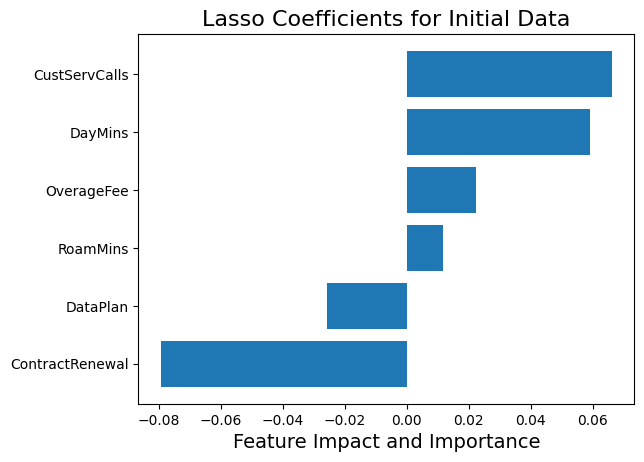 Lasso Coefficients for Initial Data
CustServCalls
DayMins
OverageFee
RoamMins
DataPlan
ContractRenewal
−0.08 −0.06 −0.04 −0.02 0.00 0.02 0.04 0.06
Feature Impact and Importance